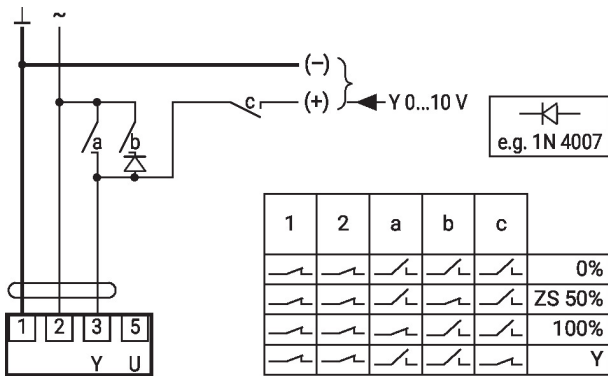 ⊥ ~
(–)
c (+) Y 0...10 V
a b
e.g. 1N 4007
1 2 a b c
0%
ZS 50%
100%
Y
1 2 3 5
Y U